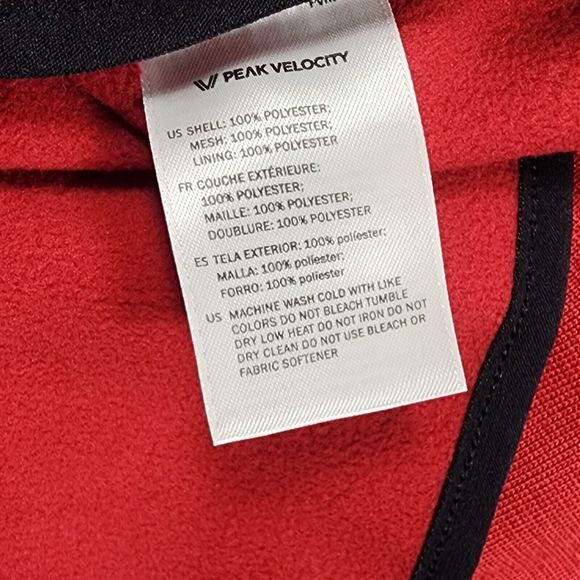 PEAK VELOCITY
US SHELL: 100% POLYESTER;
MESH: 100% POLYESTER;
LINING: 100% POLYESTER
FR COUCHE EXTÉRIEURE:
100% POLYESTER;
MAILLE: 100% POLYESTER;
DOUBLURE: 100% POLYESTER
ES TELA EXTERIOR: 100% poliéster;
MALLA: 100% poliéster;
FORRO: 100% poliéster
US MACHINE WASH COLD WITH LIKE
COLORS DO NOT BLEACH TUMBLE
DRY LOW HEAT DO NOT IRON DO NOT
DRY CLEAN DO NOT USE BLEACH OR
FABRIC SOFTENER